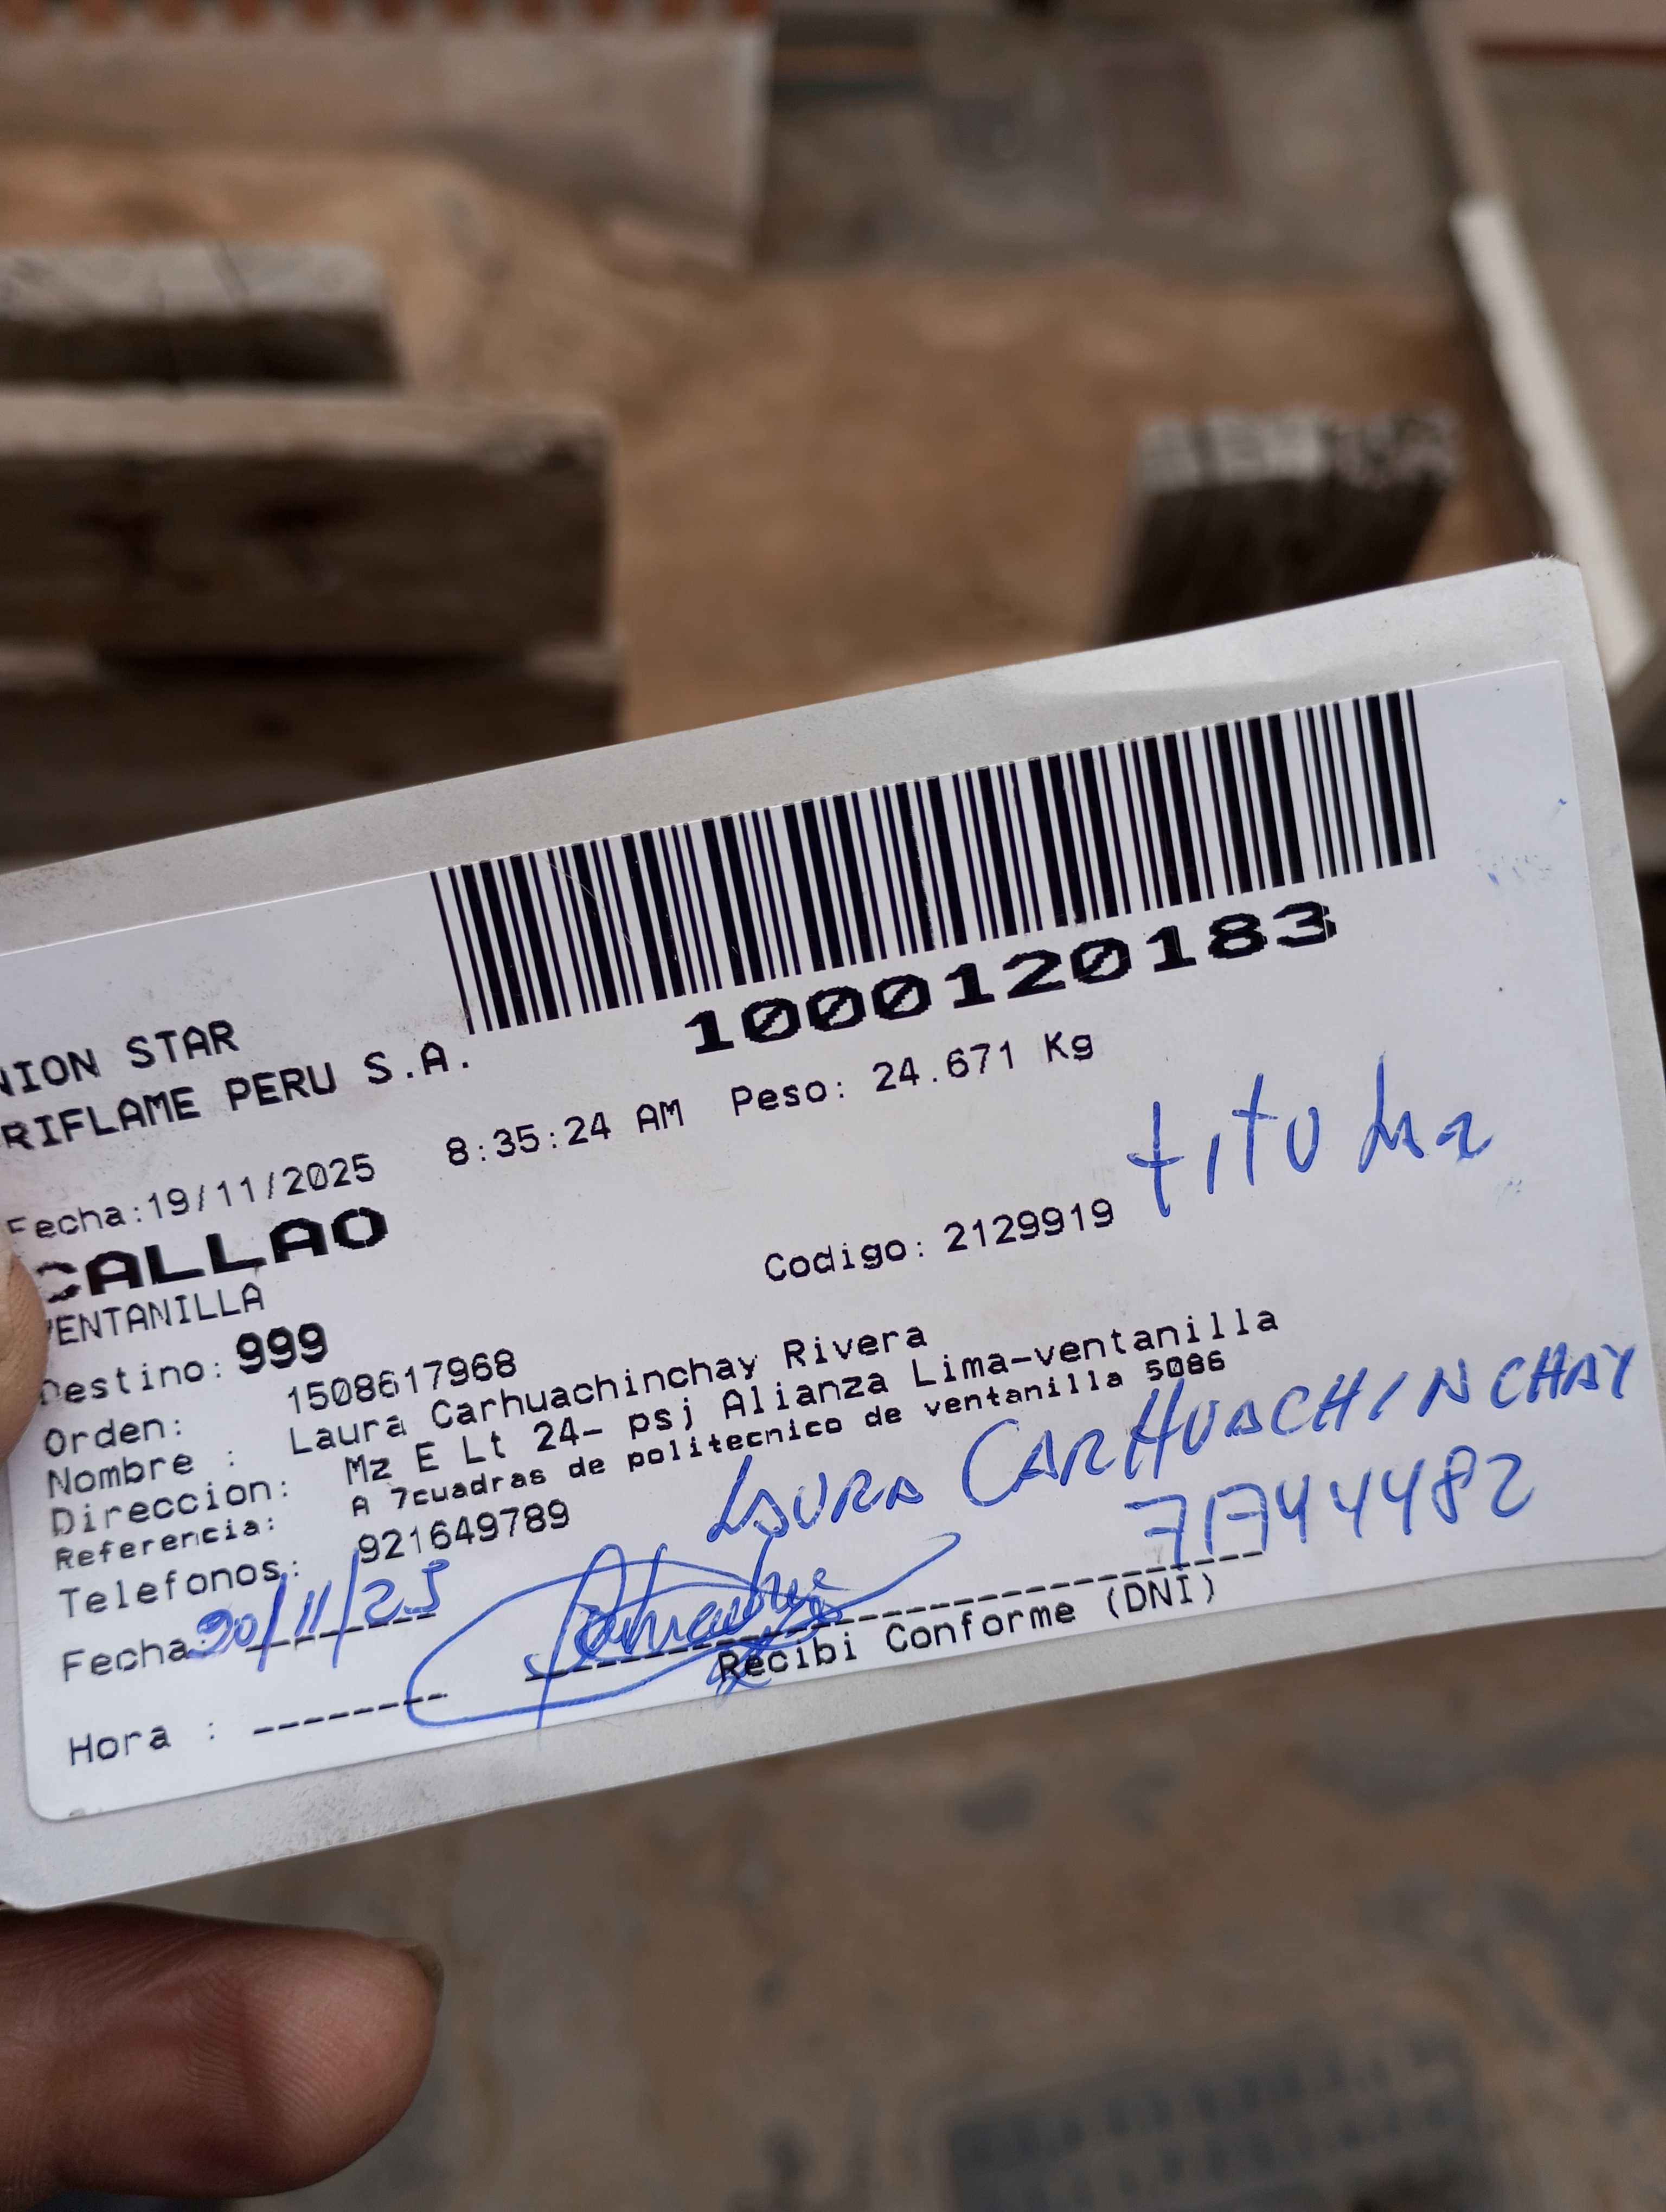 NION STAR
RIFLAME PERU S.A.
1000120183
Fecha:19/11/2025 8:35:24 AM Peso: 24.671 Kg
CALLAO
VENTANILLA
Codigo: 2129919 titular
Destino: 999
Orden: 1508617968
Nombre : Laura Carhuachinchay Rivera
Direccion: Mz E Lt 24- psj Alianza Lima-ventanilla
Referencia: A 7cuadras de politecnico de ventanilla 5086
Telefonos: 921649789
LAURA CARHUACHINCHAY
71744482
Fecha: 20/11/25
Recibi Conforme (DNI)
Hora :